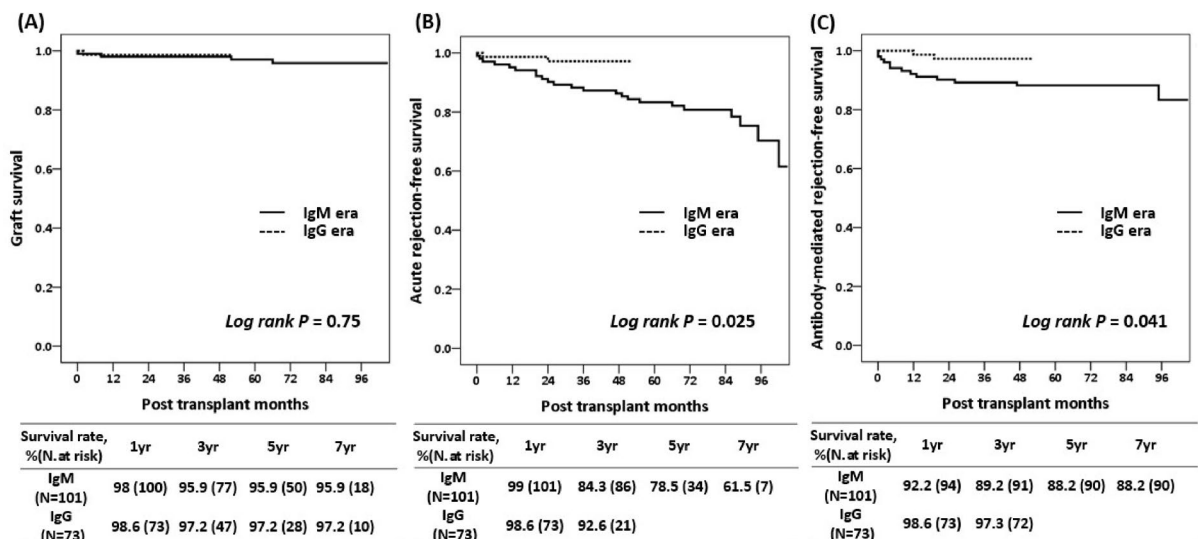 (A)
1.0
0.8
0.6
0.4
0.2
0.0
Graft survival
IgM era
IgG era
Log rank P = 0.75
0 12 24 36 48 60 72 84 96
Post transplant months
Survival rate, %(N. at risk) 1yr 3yr 5yr 7yr
IgM (N=101) 98 (100) 95.9 (77) 95.9 (50) 95.9 (18)
IgG (N=73) 98.6 (73) 97.2 (47) 97.2 (28) 97.2 (10)
(B)
1.0
0.8
0.6
0.4
0.2
0.0
Acute rejection-free survival
IgM era
IgG era
Log rank P = 0.025
0 12 24 36 48 60 72 84 96
Post transplant months
Survival rate, %(N. at risk) 1yr 3yr 5yr 7yr
IgM (N=101) 99 (101) 84.3 (86) 78.5 (34) 61.5 (7)
IgG (N=73) 98.6 (73) 92.6 (21)
(C)
1.0
0.8
0.6
0.4
0.2
0.0
Antibody-mediated rejection-free survival
IgM era
IgG era
Log rank P = 0.041
0 12 24 36 48 60 72 84 96
Post transplant months
Survival rate, %(N. at risk) 1yr 3yr 5yr 7yr
IgM (N=101) 92.2 (94) 89.2 (91) 88.2 (90) 88.2 (90)
IgG (N=73) 98.6 (73) 97.3 (72)